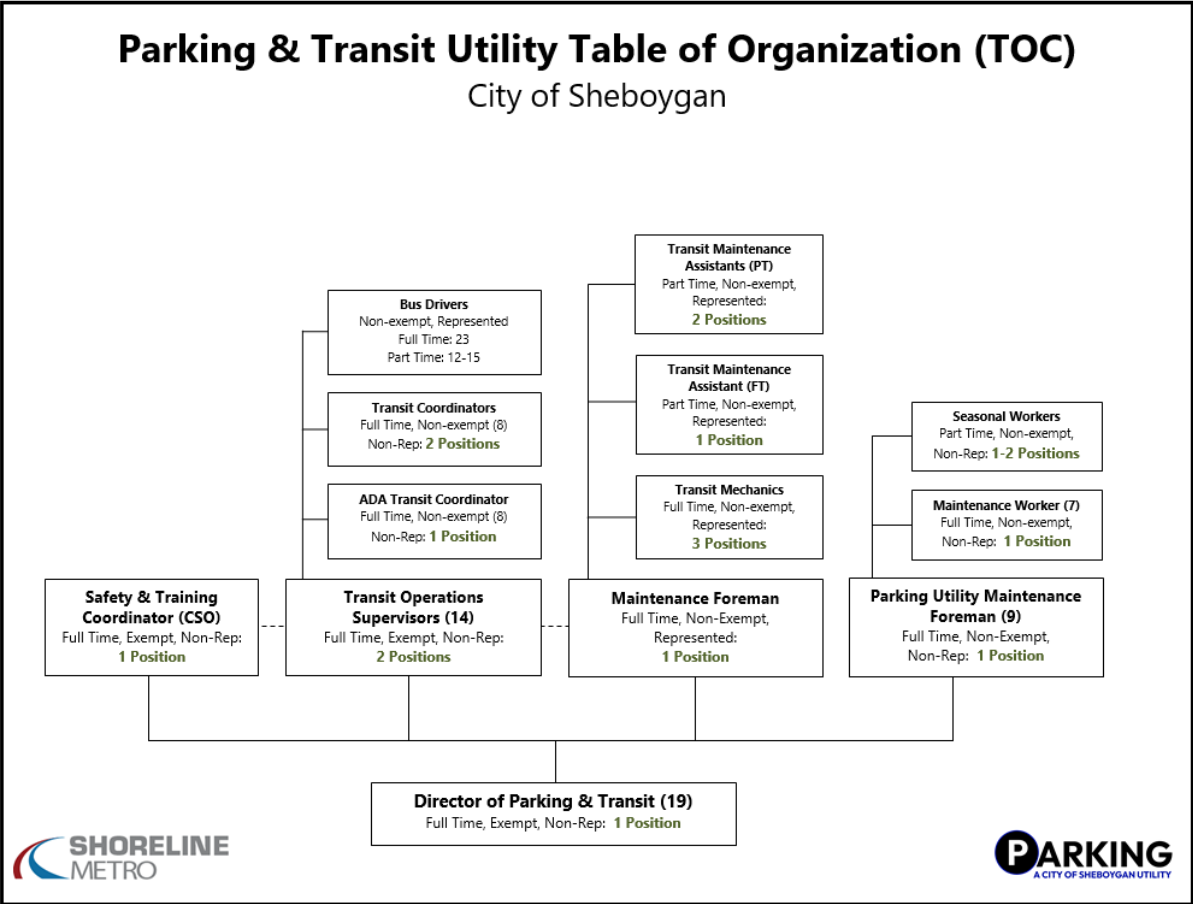 Parking & Transit Utility Table of Organization (TOC)
City of Sheboygan
Transit Maintenance
Assistants (PT)
Part Time, Non-exempt,
Represented:
2 Positions
Bus Drivers
Non-exempt, Represented
Full Time: 23
Part Time: 12-15
Transit Maintenance
Assistant (FT)
Part Time, Non-exempt,
Represented:
1 Position
Transit Coordinators
Full Time, Non-exempt (8)
Non-Rep: 2 Positions
Seasonal Workers
Part Time, Non-exempt,
Non-Rep: 1-2 Positions
Transit Mechanics
Full Time, Non-exempt,
Represented:
3 Positions
ADA Transit Coordinator
Full Time, Non-exempt (8)
Non-Rep: 1 Position
Maintenance Worker (7)
Full Time, Non-exempt,
Non-Rep: 1 Position
Safety & Training
Coordinator (CSO)
Full Time, Exempt, Non-Rep:
1 Position
Transit Operations
Supervisors (14)
Full Time, Exempt, Non-Rep:
2 Positions
Maintenance Foreman
Full Time, Non-Exempt,
Represented:
1 Position
Parking Utility Maintenance
Foreman (9)
Full Time, Non-Exempt,
Non-Rep: 1 Position
Director of Parking & Transit (19)
Full Time, Exempt, Non-Rep: 1 Position
SHORELINE
METRO
PARKING
A CITY OF SHEBOYGAN UTILITY